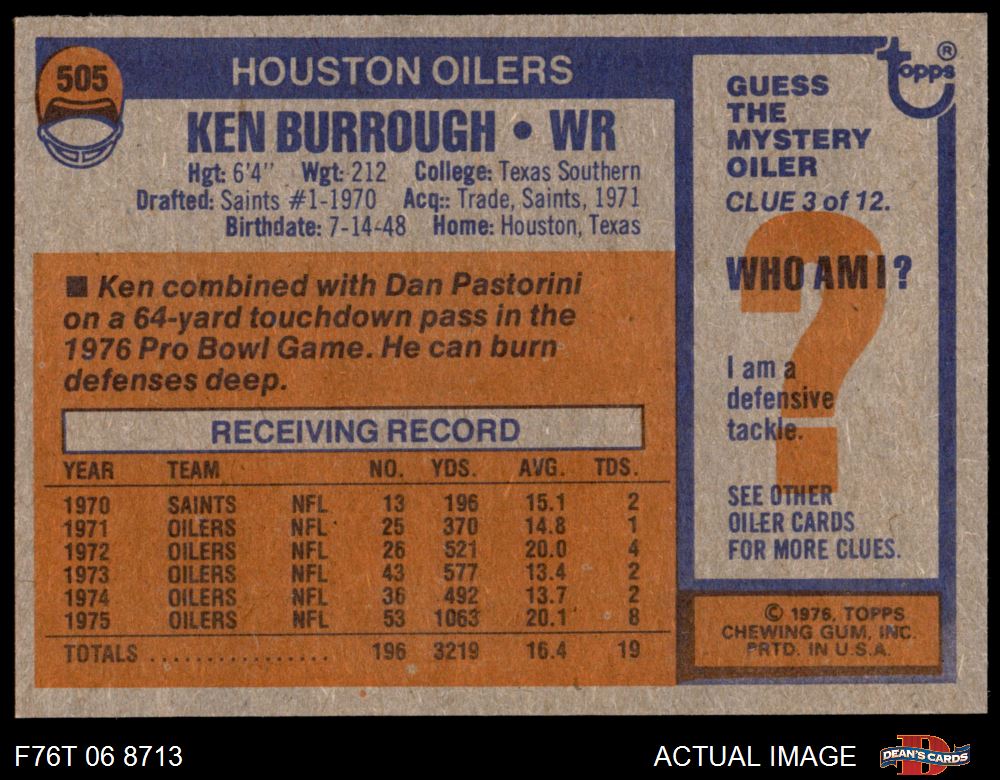 505
HOUSTON OILERS
KEN BURROUGH • WR
Hgt: 6'4" Wgt: 212 College: Texas Southern
Drafted: Saints #1-1970 Acq:: Trade, Saints, 1971
Birthdate: 7-14-48 Home: Houston, Texas
■ Ken combined with Dan Pastorini
on a 64-yard touchdown pass in the
1976 Pro Bowl Game. He can burn
defenses deep.
RECEIVING RECORD
YEAR TEAM NO. YDS. AVG. TDS.
1970 SAINTS NFL 13 196 15.1 2
1971 OILERS NFL 25 370 14.8 1
1972 OILERS NFL 26 521 20.0 4
1973 OILERS NFL 43 577 13.4 2
1974 OILERS NFL 36 492 13.7 2
1975 OILERS NFL 53 1063 20.1 8
TOTALS ................. 196 3219 16.4 19
topps ®
GUESS
THE
MYSTERY
OILER
CLUE 3 of 12.
?
WHO AM I?
I am a
defensive
tackle.
SEE OTHER
OILER CARDS
FOR MORE CLUES.
© 1976, TOPPS
CHEWING GUM, INC.
PRTD. IN U.S.A.
F76T 06 8713
ACTUAL IMAGE
D
DEAN'S CARDS